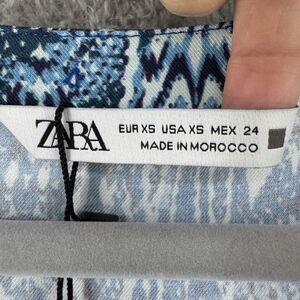 ZARA
EUR XS USA XS MEX 24
MADE IN MOROCCO